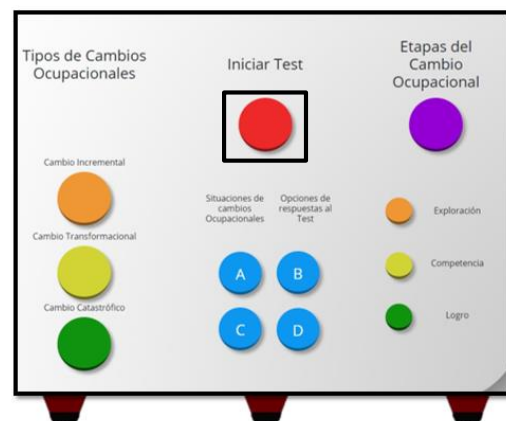 Tipos de Cambios
Ocupacionales
Cambio Incremental
Cambio Transformacional
Cambio Catastrófico
Iniciar Test
Situaciones de
cambios
Ocupacionales
Opciones de
respuestas al
Test
A
B
C
D
Etapas del
Cambio
Ocupacional
Exploración
Competencia
Logro